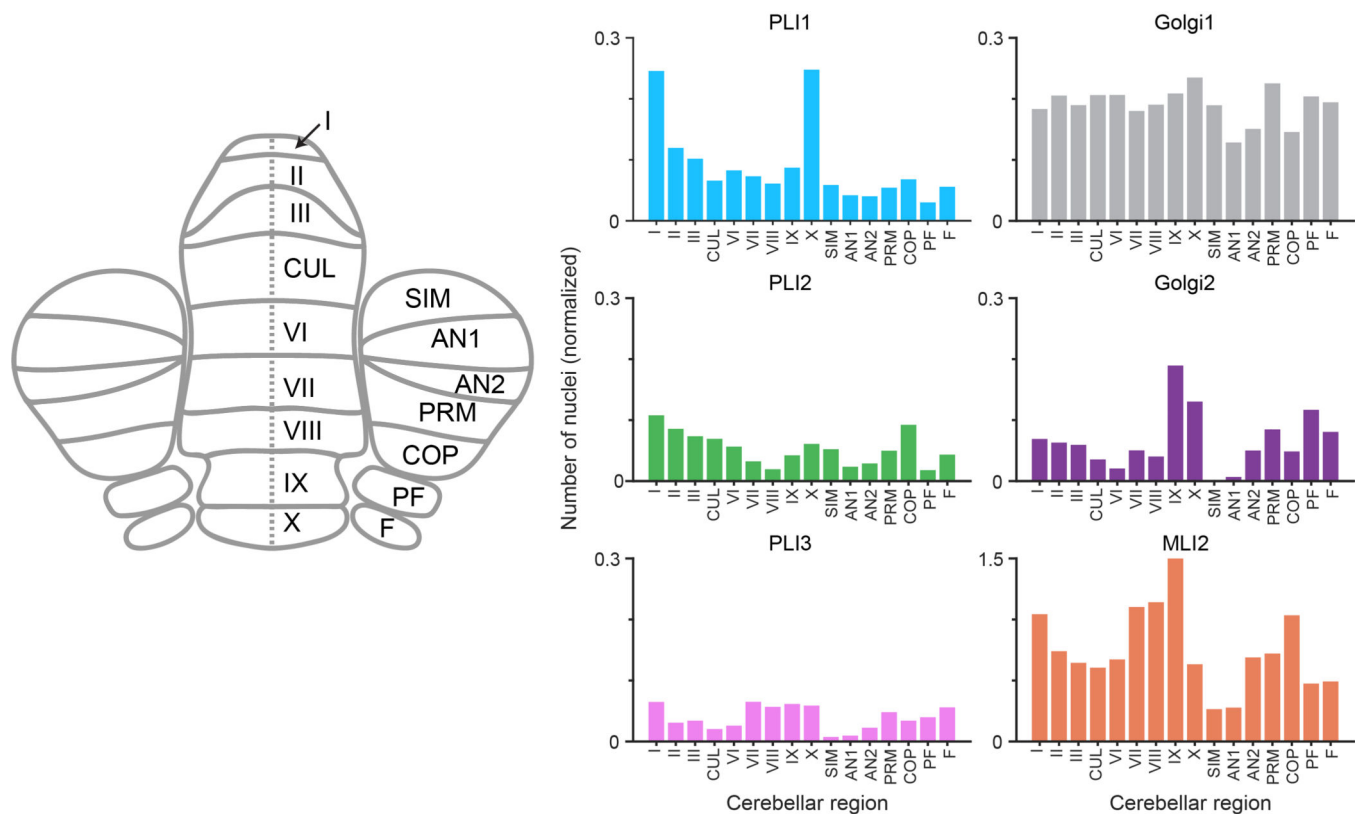 I
II
III
CUL
VI
VII
VIII
IX
X
SIM
AN1
AN2
PRM
COP
PF
F
Number of nuclei (normalized)
PLI1
0.3
0
I II III CUL VI VII VIII IX X SIM AN1 AN2 PRM COP PF F
Golgi1
0.3
0
I II III CUL VI VII VIII IX X SIM AN1 AN2 PRM COP PF F
PLI2
0.3
0
I II III CUL VI VII VIII IX X SIM AN1 AN2 PRM COP PF F
Golgi2
0.3
0
I II III CUL VI VII VIII IX X SIM AN1 AN2 PRM COP PF F
PLI3
0.3
0
I II III CUL VI VII VIII IX X SIM AN1 AN2 PRM COP PF F
Cerebellar region
MLI2
1.5
0
I II III CUL VI VII VIII IX X SIM AN1 AN2 PRM COP PF F
Cerebellar region